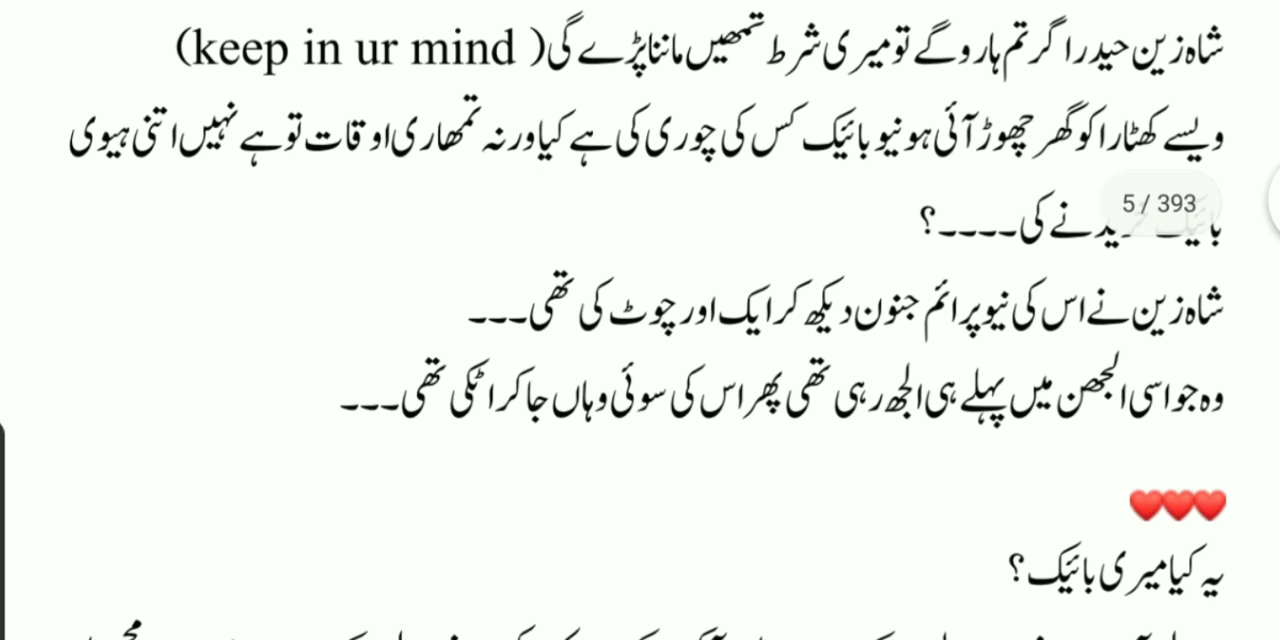 شاہ زین حیدر اگر تم ہارو گے تو میری شرط تمھیں ماننا پڑے گی( keep in ur mind)
ویسے کھٹارا کو گھر چھوڑ آئی ہو نیو بائیک کس کی چوری کی ہے کیا ورنہ تمھاری اوقات تو ہے نہیں اتنی ہیوی
5 / 393
بائیک خریدنے کی۔۔۔۔؟
شاہ زین نے اس کی نیو پرائم جنون دیکھ کر ایک اور چوٹ کی تھی۔۔۔
وہ جو اسی الجھن میں پہلے ہی الجھ رہی تھی پھر اس کی سوئی وہاں جا کر اٹکی تھی۔۔۔
❤️❤️❤️
یہ کیا میری بائیک؟